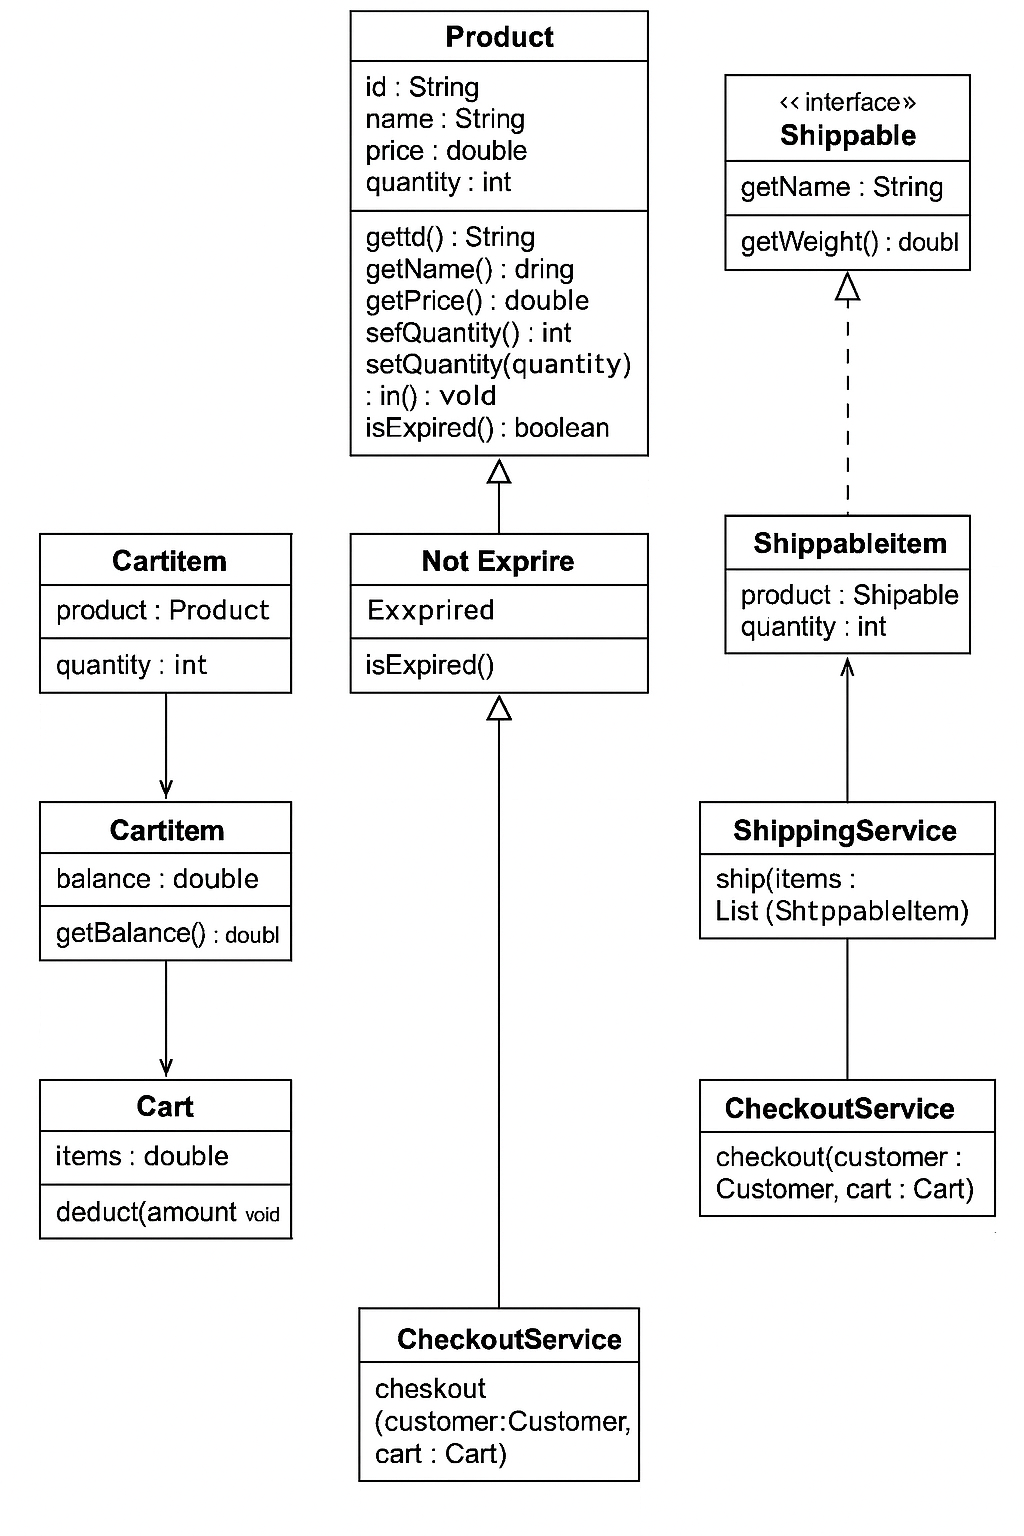 Product
id : String
name : String
price : double
quantity : int
gettd() : String
getName() : dring
getPrice() : double
sefQuantity() : int
setQuantity(quantity)
: in() : vold
isExpired() : boolean
<< interface >>
Shippable
getName : String
getWeight() : doubl
Cartitem
product : Product
quantity : int
Not Exprire
Exxprired
isExpired()
Shippableitem
product : Shipable
quantity : int
Cartitem
balance : double
getBalance() : doubl
ShippingService
ship(items :
List (ShtppableItem)
Cart
items : double
deduct(amount void
CheckoutService
checkout(customer :
Customer, cart : Cart)
CheckoutService
cheskout
(customer:Customer,
cart : Cart)